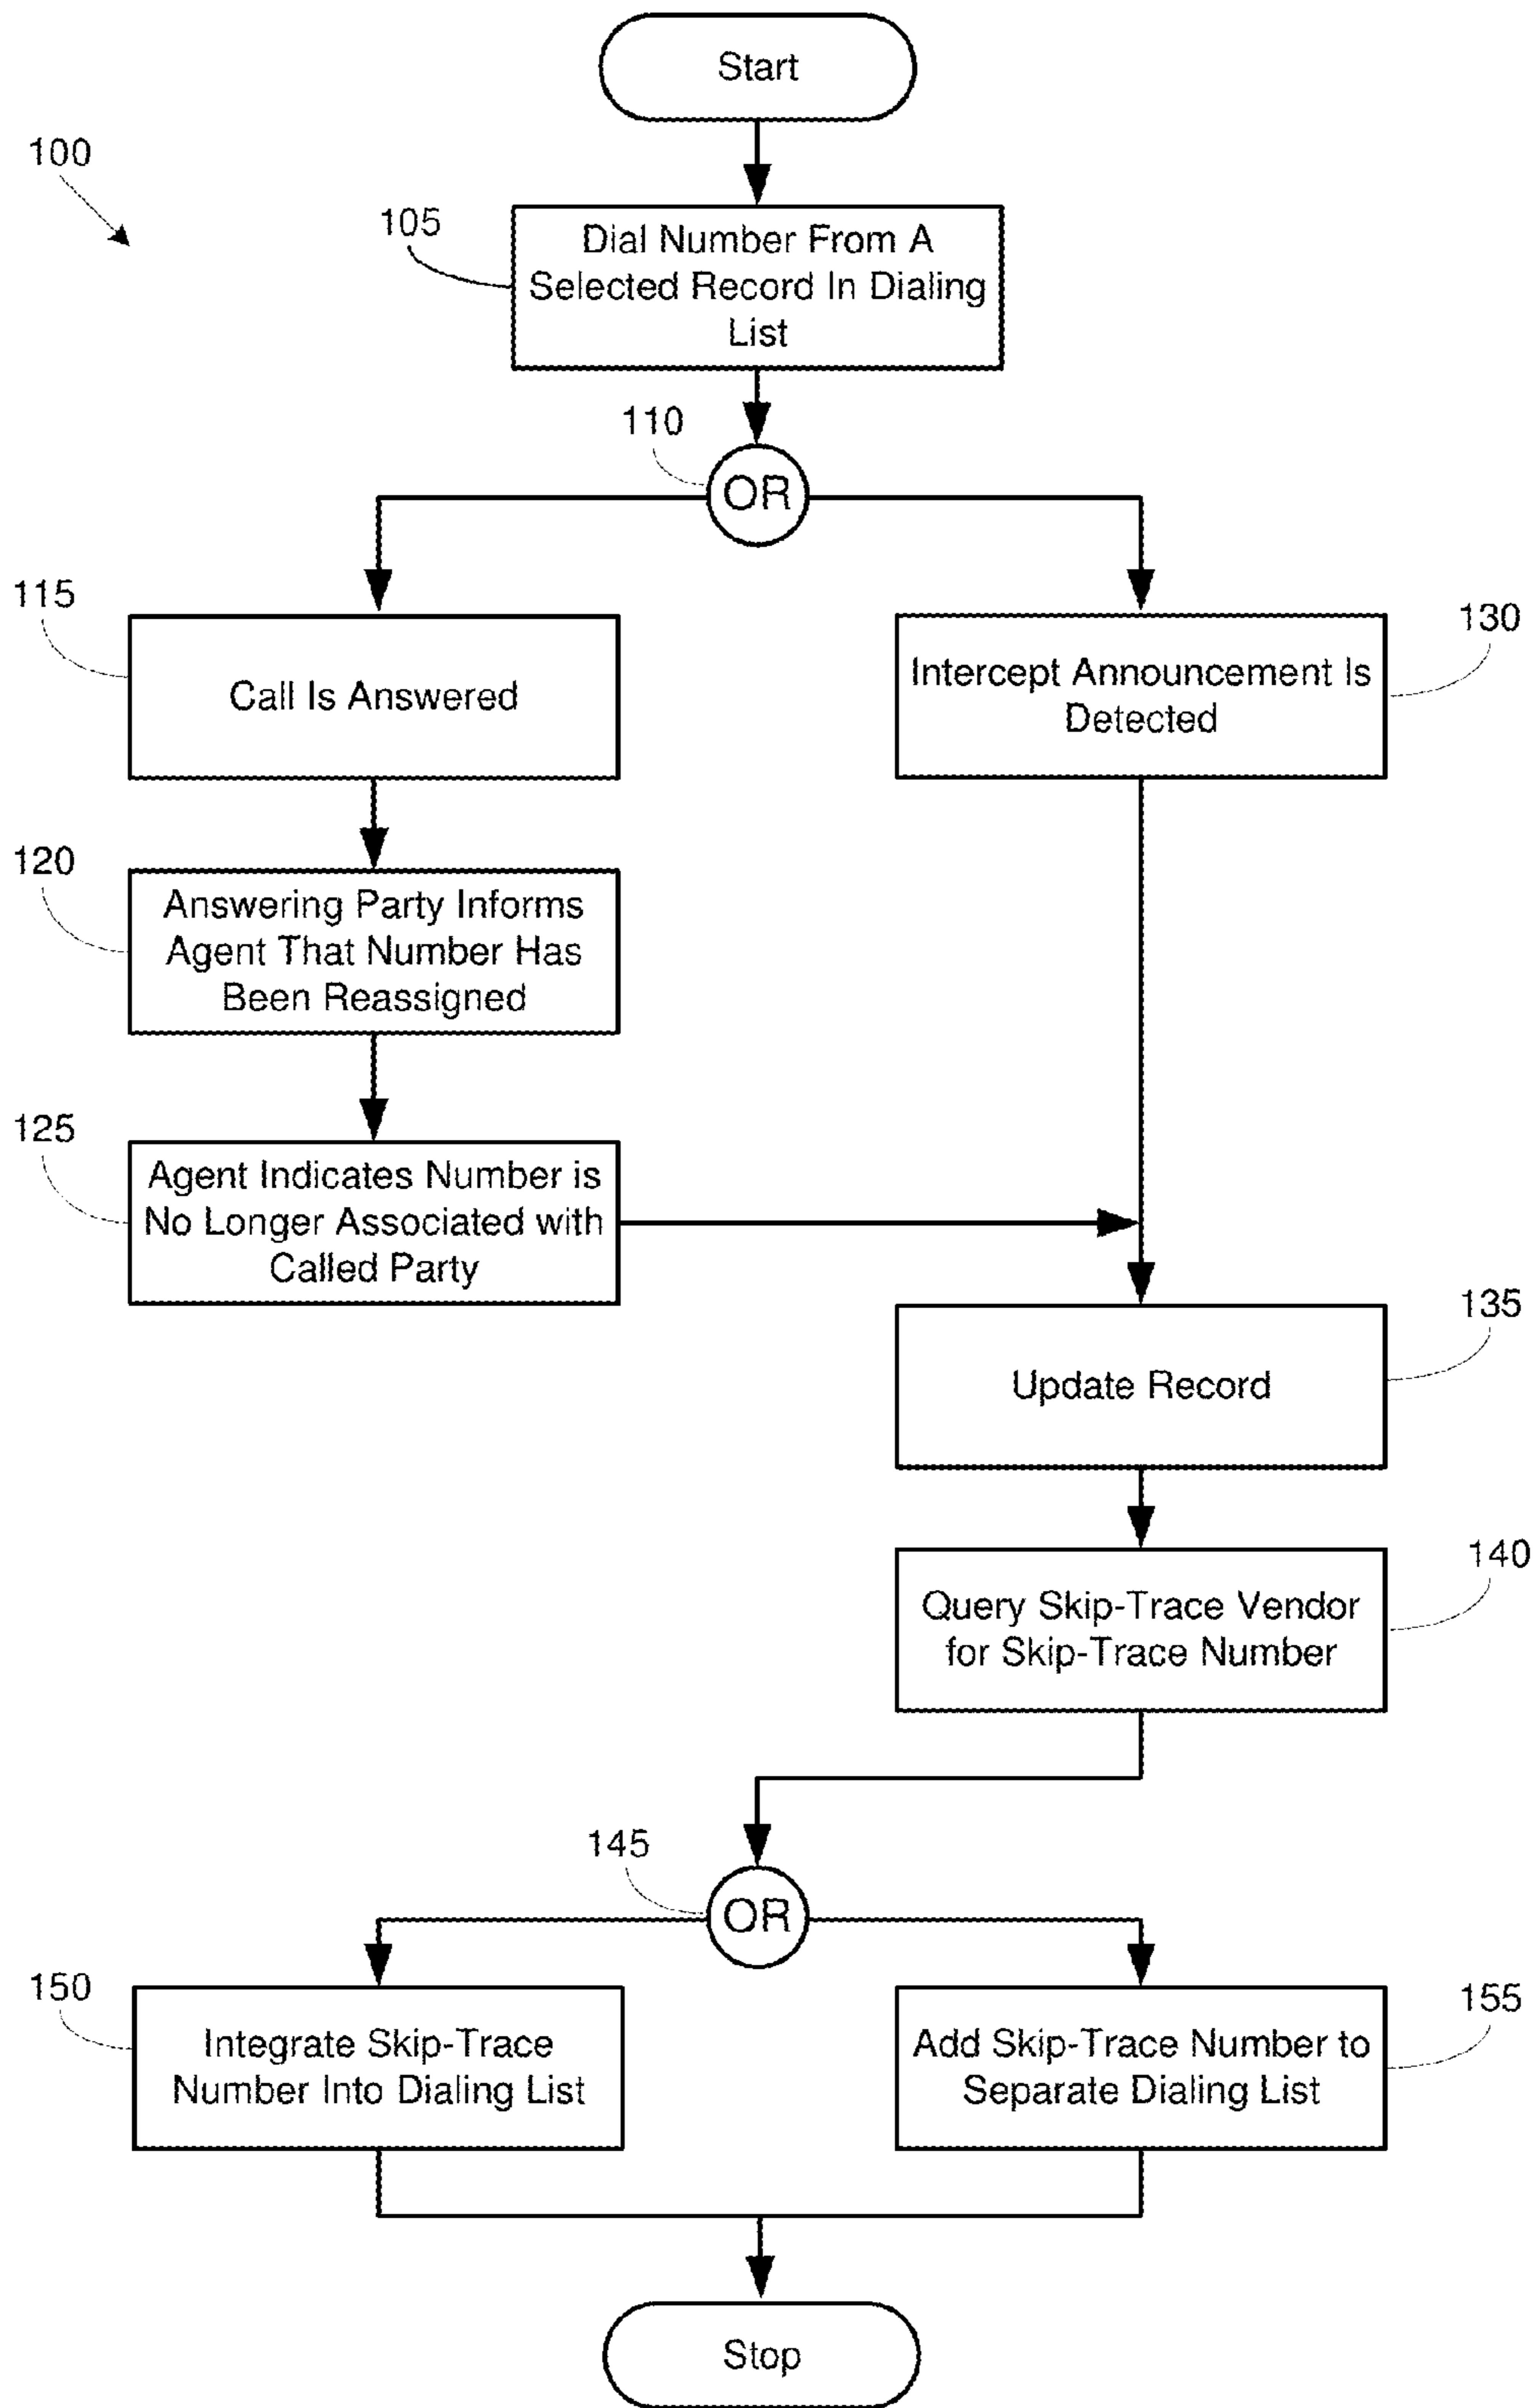 Start
100
105
Dial Number From A
Selected Record In Dialing
List
110
OR
115
Call Is Answered
130
Intercept Announcement Is
Detected
120
Answering Party Informs
Agent That Number Has
Been Reassigned
125
Agent Indicates Number is
No Longer Associated with
Called Party
135
Update Record
140
Query Skip-Trace Vendor
for Skip-Trace Number
145
OR
150
Integrate Skip-Trace
Number Into Dialing List
155
Add Skip-Trace Number to
Separate Dialing List
Stop